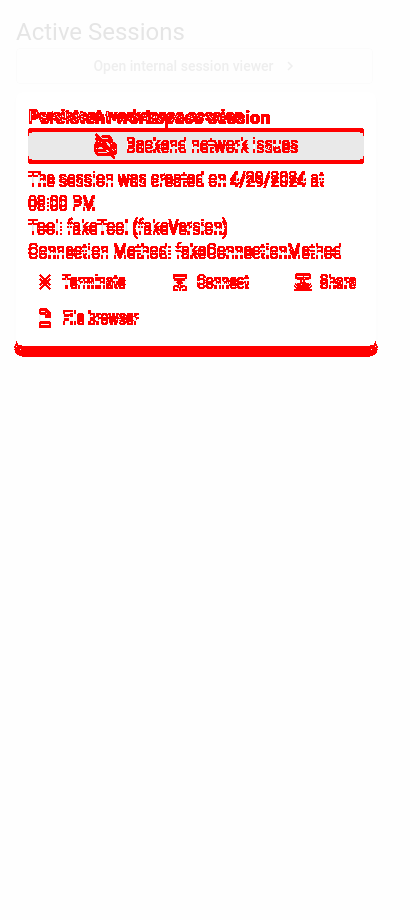 Active Sessions
Open internal session viewer
session
Backend network issues
The session was created on 4/29/2024 at
08:00 PM
Tool: fakeTool (fakeVersion)
Connection Method: fakeConnectionMethod
Terminate Connect Share
File browser